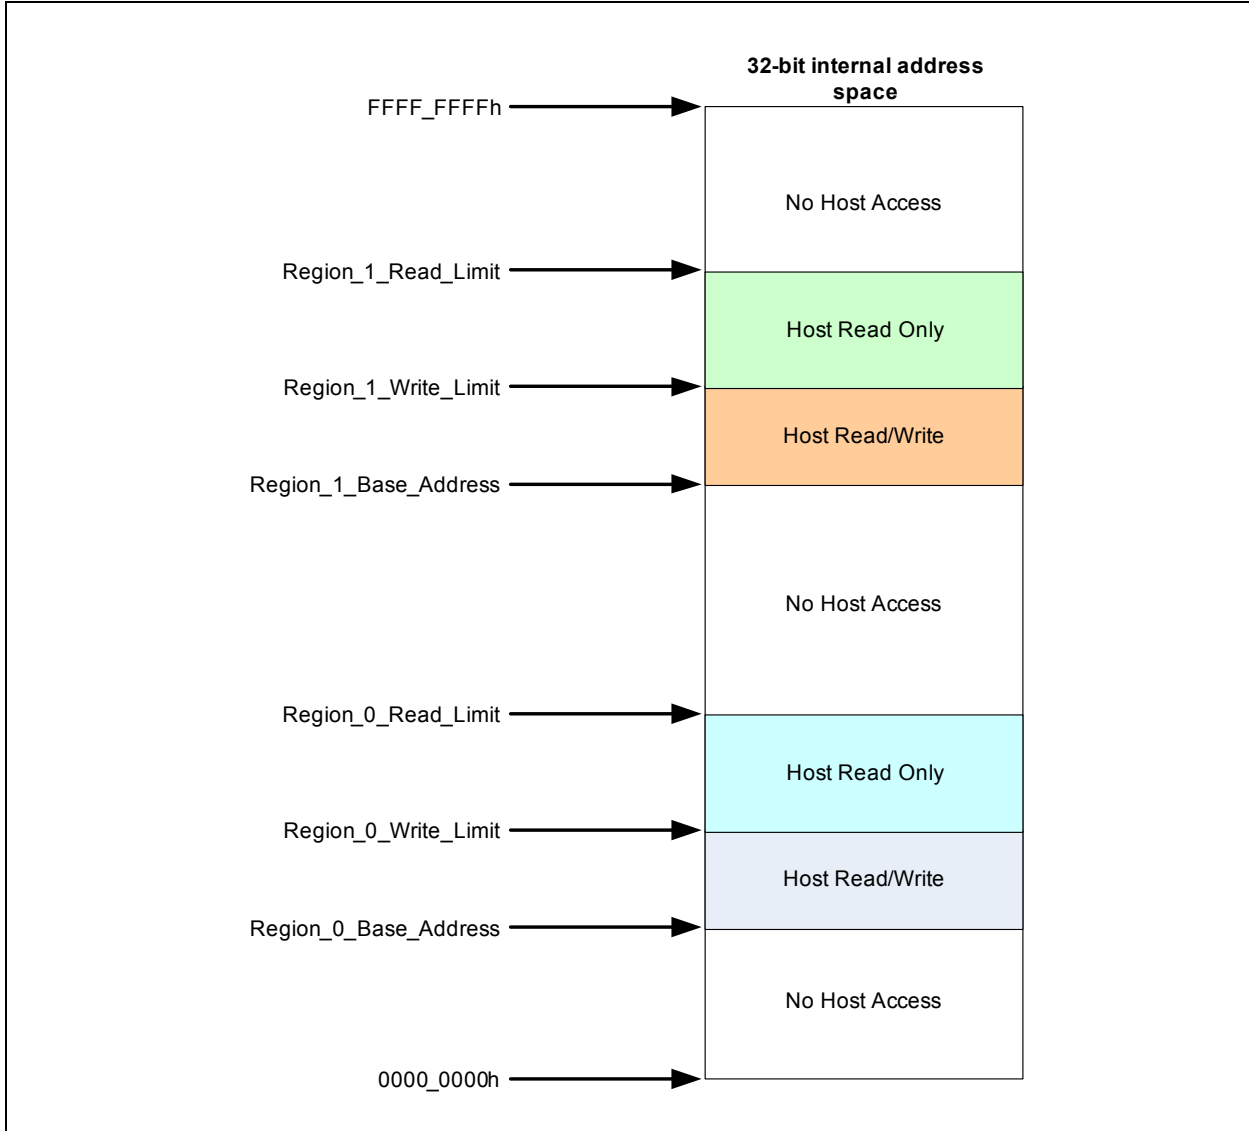 32-bit internal address
space
FFFF_FFFFh
No Host Access
Region_1_Read_Limit
Host Read Only
Region_1_Write_Limit
Host Read/Write
Region_1_Base_Address
No Host Access
Region_0_Read_Limit
Host Read Only
Region_0_Write_Limit
Host Read/Write
Region_0_Base_Address
No Host Access
0000_0000h